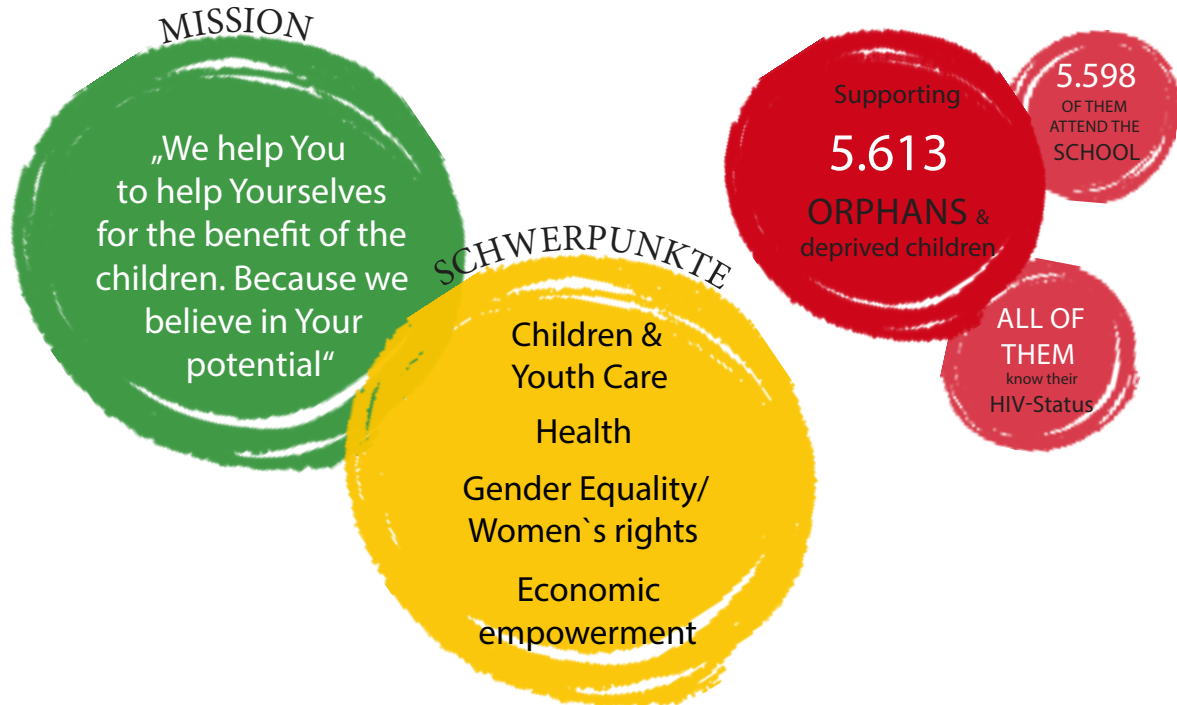 MISSION
„We help You
to help Yourselves
for the benefit of the
children. Because we
believe in Your
potential“
SCHWERPUNKTE
Children &
Youth Care
Health
Gender Equality/
Women`s rights
Economic
empowerment
Supporting
5.613
ORPHANS &
deprived children
5.598
OF THEM
ATTEND THE
SCHOOL
ALL OF
THEM
know their
HIV-Status